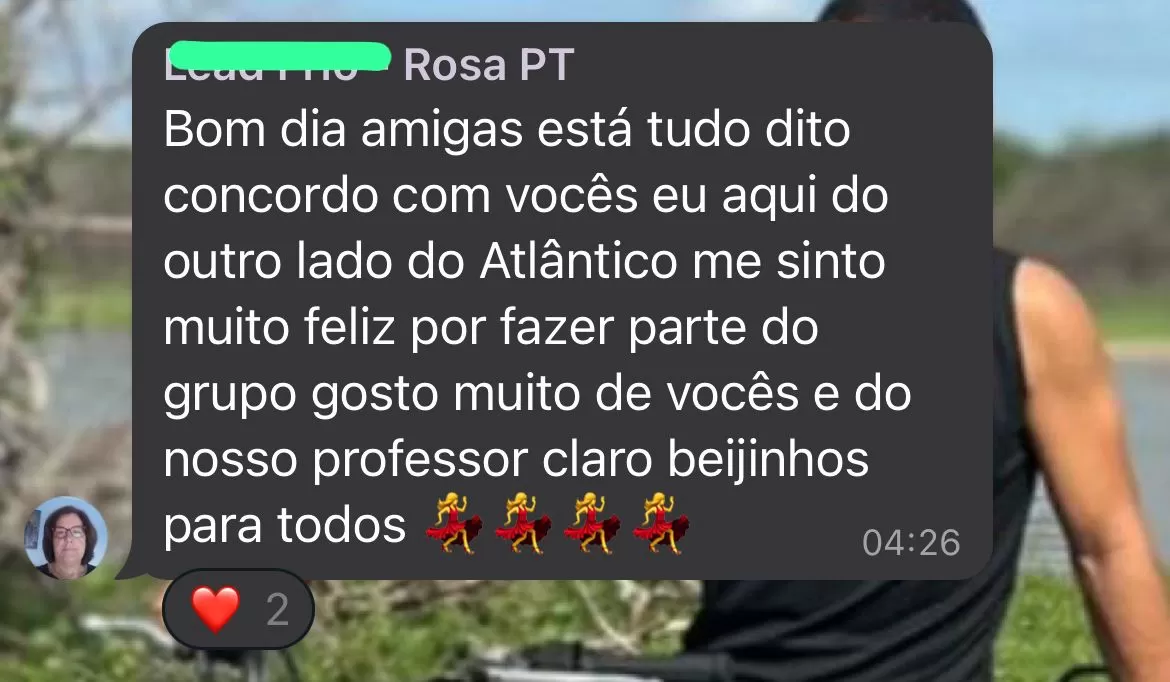 Rosa PT
Bom dia amigas está tudo dito
concordo com vocês eu aqui do
outro lado do Atlântico me sinto
muito feliz por fazer parte do
grupo gosto muito de vocês e do
nosso professor claro beijinhos
para todos 💃💃💃💃
04:26
❤️ 2